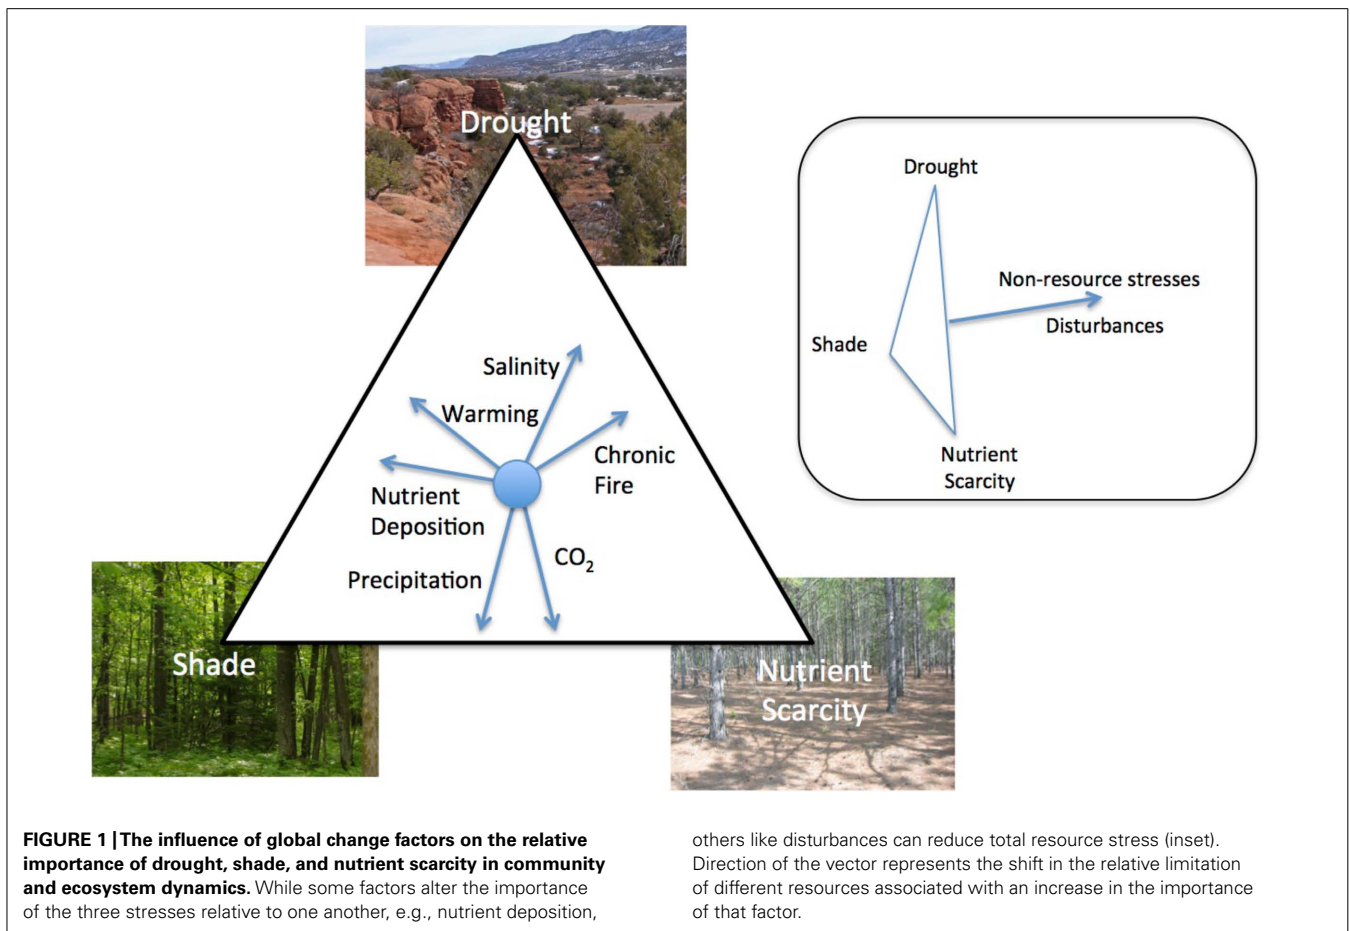 Drought
Salinity
Warming
Chronic
Fire
Nutrient
Deposition
CO₂
Precipitation
Shade
Nutrient
Scarcity
Drought
Non-resource stresses
Disturbances
Shade
Nutrient
Scarcity
FIGURE 1 | The influence of global change factors on the relative
importance of drought, shade, and nutrient scarcity in community
and ecosystem dynamics. While some factors alter the importance
of the three stresses relative to one another, e.g., nutrient deposition,
others like disturbances can reduce total resource stress (inset).
Direction of the vector represents the shift in the relative limitation
of different resources associated with an increase in the importance
of that factor.